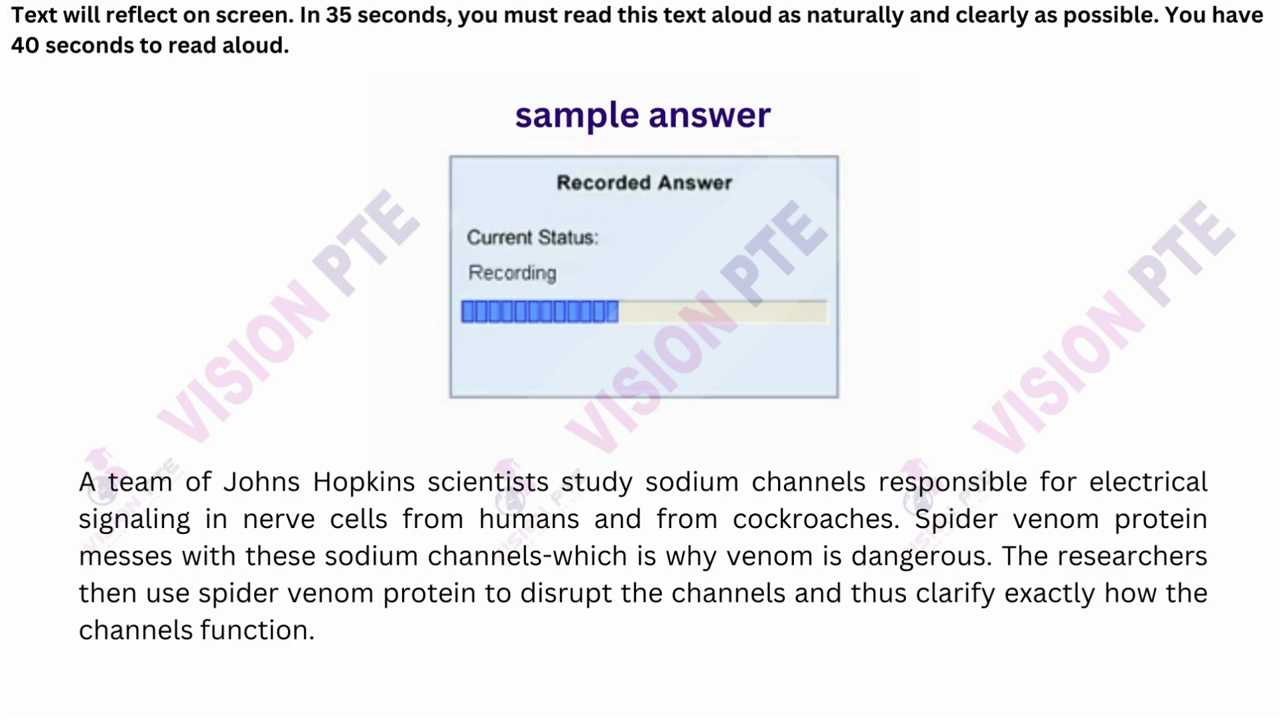 Text will reflect on screen. In 35 seconds, you must read this text aloud as naturally and clearly as possible. You have
40 seconds to read aloud.
sample answer
Recorded Answer
Current Status:
Recording
VISION PTE
VISION PTE
VISION PTE
A team of Johns Hopkins scientists study sodium channels responsible for electrical
signaling in nerve cells from humans and from cockroaches. Spider venom protein
messes with these sodium channels-which is why venom is dangerous. The researchers
then use spider venom protein to disrupt the channels and thus clarify exactly how the
channels function.